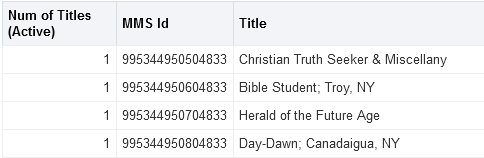 Num of Titles (Active) MMS Id Title
1 995344950504833 Christian Truth Seeker & Miscellany
1 995344950604833 Bible Student; Troy, NY
1 995344950704833 Herald of the Future Age
1 995344950804833 Day-Dawn; Canadaigua, NY